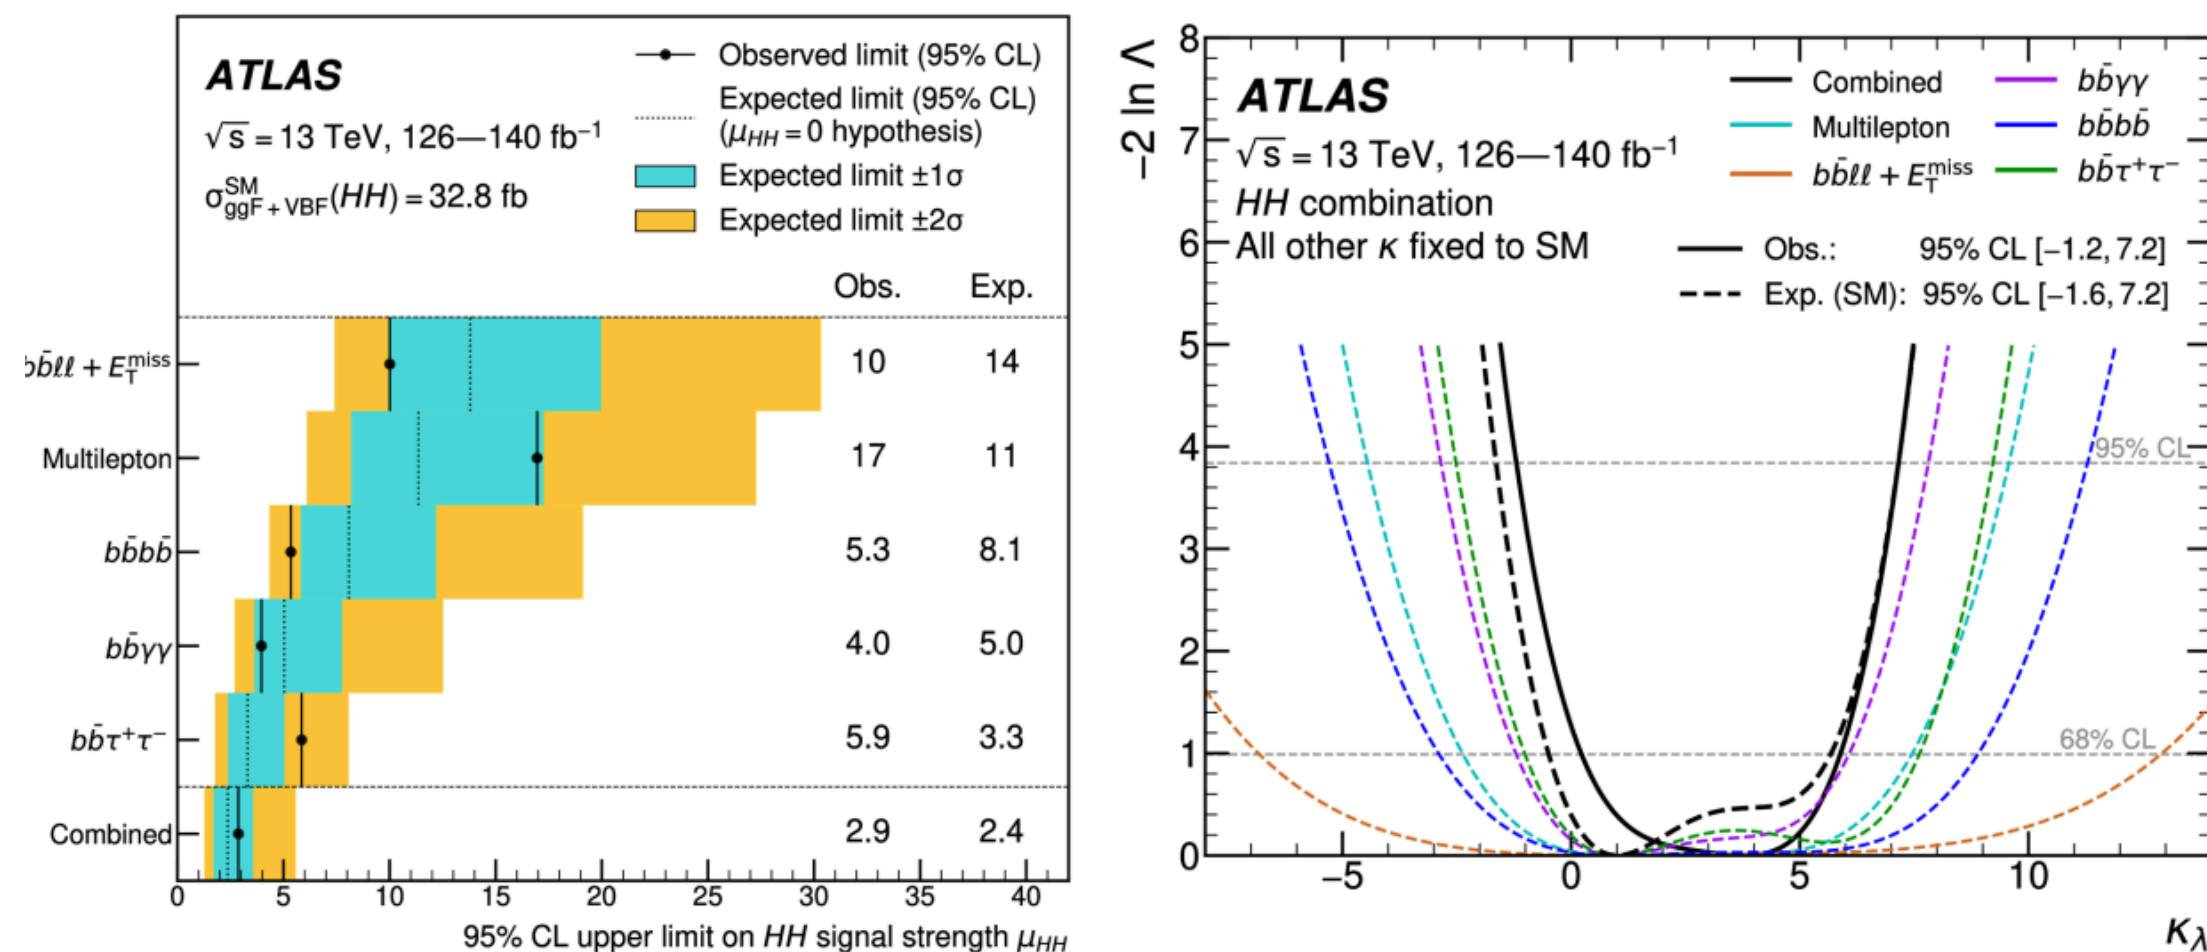 ATLAS
√s = 13 TeV, 126—140 fb⁻¹
σ^SM_ggF + VBF(HH) = 32.8 fb
Observed limit (95% CL)
Expected limit (95% CL)
(μ_HH = 0 hypothesis)
Expected limit ±1σ
Expected limit ±2σ
Obs. Exp.
bb̄ℓℓ + E_T^miss 10 14
Multilepton 17 11
bb̄bb̄ 5.3 8.1
bb̄γγ 4.0 5.0
bb̄τ⁺τ⁻ 5.9 3.3
Combined 2.9 2.4
0 5 10 15 20 25 30 35 40
95% CL upper limit on HH signal strength μ_HH
−2 ln Λ
8
7
6
5
4
3
2
1
0
ATLAS
√s = 13 TeV, 126—140 fb⁻¹
HH combination
All other κ fixed to SM
Combined bb̄γγ
Multilepton bb̄bb̄
bb̄ℓℓ + E_T^miss bb̄τ⁺τ⁻
Obs.: 95% CL [−1.2, 7.2]
Exp. (SM): 95% CL [−1.6, 7.2]
95% CL
68% CL
−5 0 5 10
κ_λ